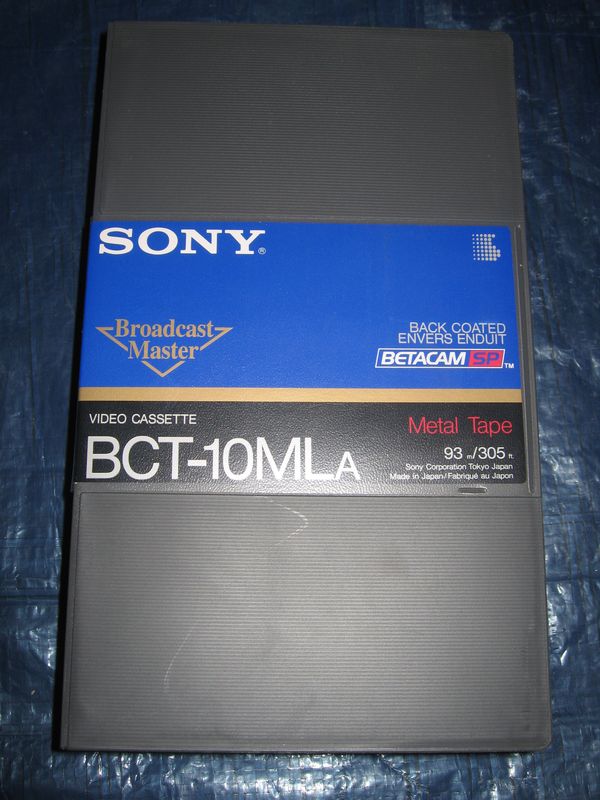 SONY®
Broadcast
Master
BACK COATED
ENVERS ENDUIT
BETACAM SP™
VIDEO CASSETTE
BCT-10MLA
Metal Tape
93 m/305 ft.
Sony Corporation Tokyo Japan
Made in Japan/Fabriqué au Japon